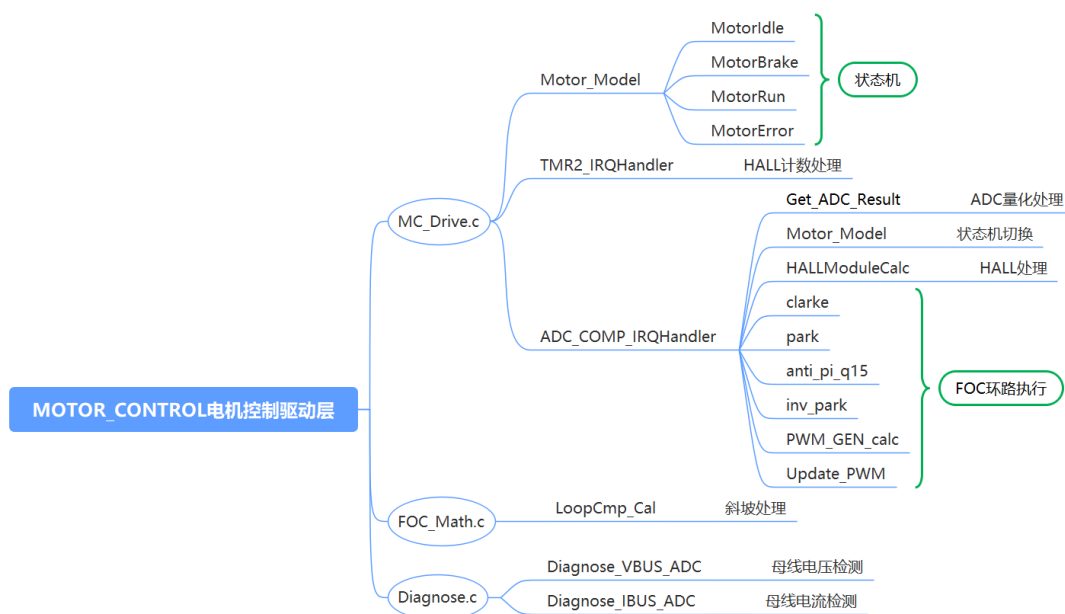 MotorIdle
MotorBrake
MotorRun
MotorError
状态机
Motor_Model
TMR2_IRQHandler HALL计数处理
MC_Drive.c
Get_ADC_Result ADC量化处理
Motor_Model 状态机切换
HALLModuleCalc HALL处理
clarke
ADC_COMP_IRQHandler
park
anti_pi_q15
FOC环路执行
inv_park
PWM_GEN_calc
Update_PWM
MOTOR_CONTROL电机控制驱动层
FOC_Math.c
LoopCmp_Cal 斜坡处理
Diagnose.c
Diagnose_VBUS_ADC 母线电压检测
Diagnose_IBUS_ADC 母线电流检测